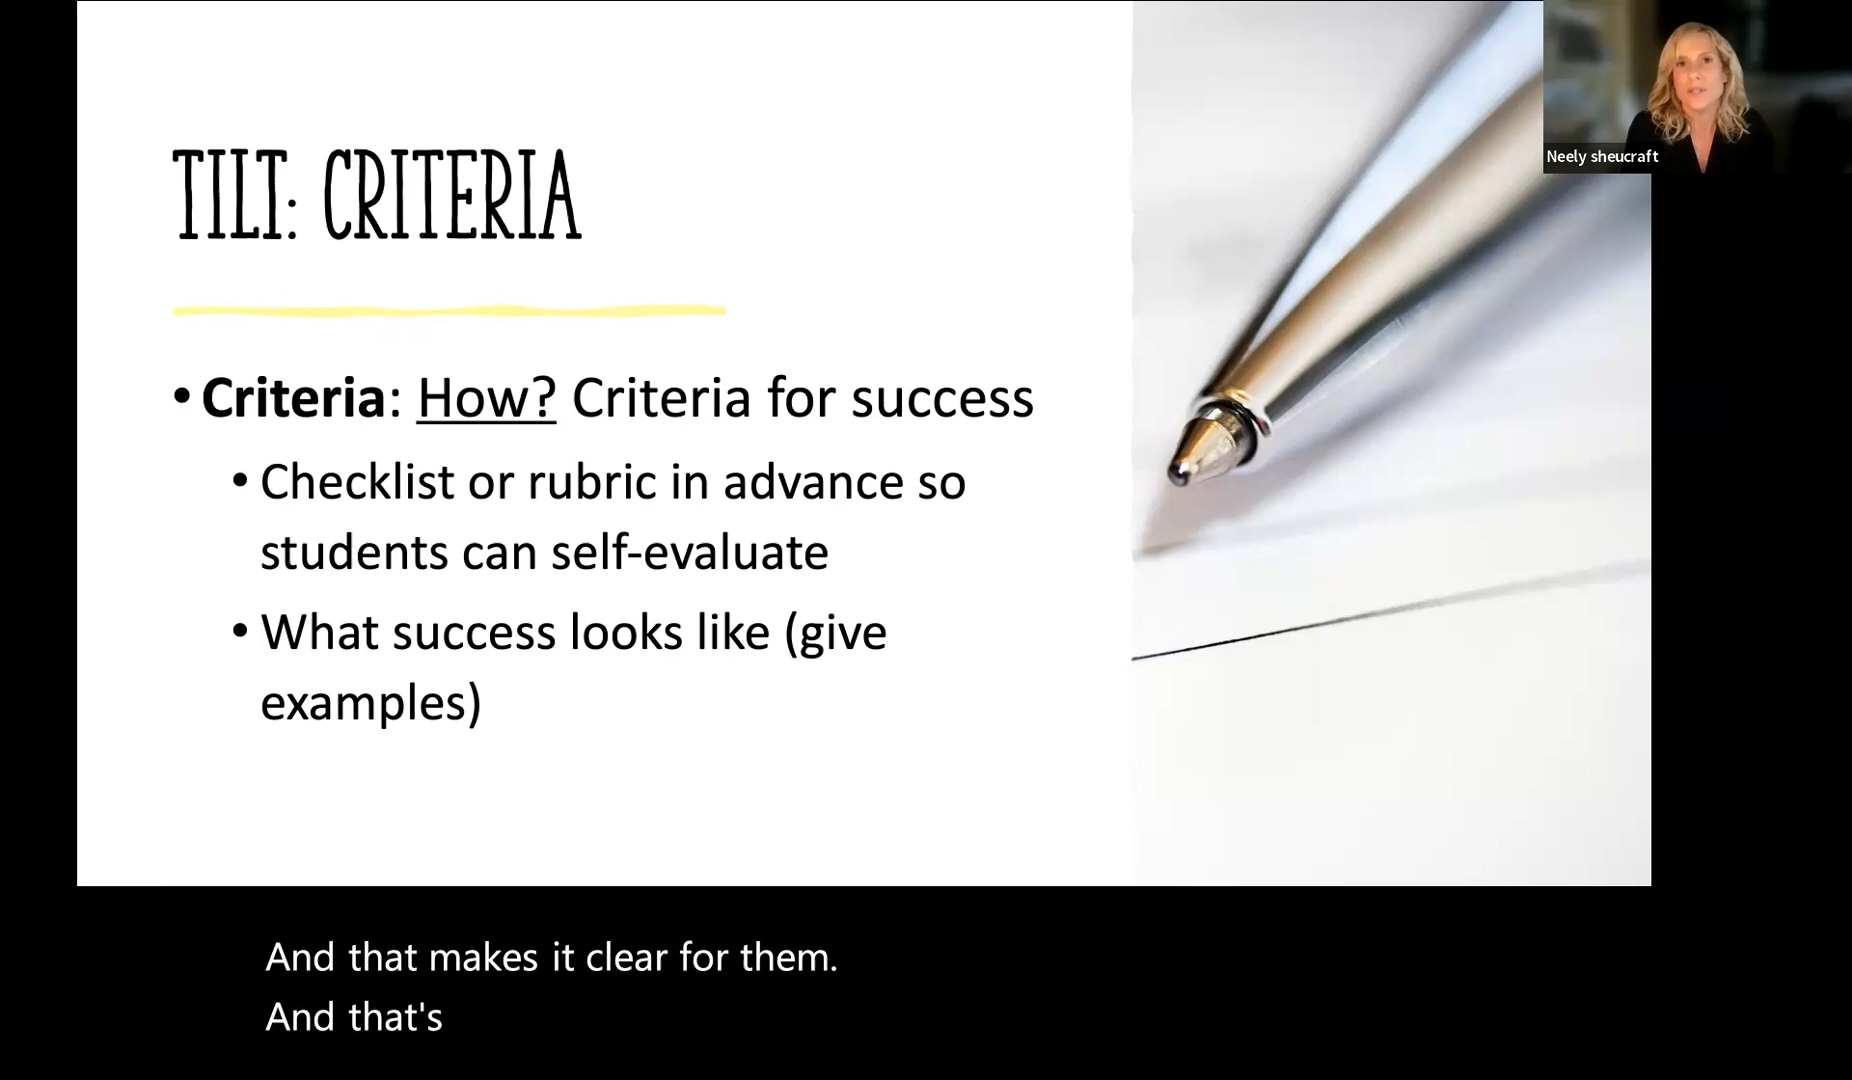 TILT: CRITERIA
• Criteria: How? Criteria for success
• Checklist or rubric in advance so
students can self-evaluate
• What success looks like (give
examples)
Neely sheucraft
And that makes it clear for them.
And that's